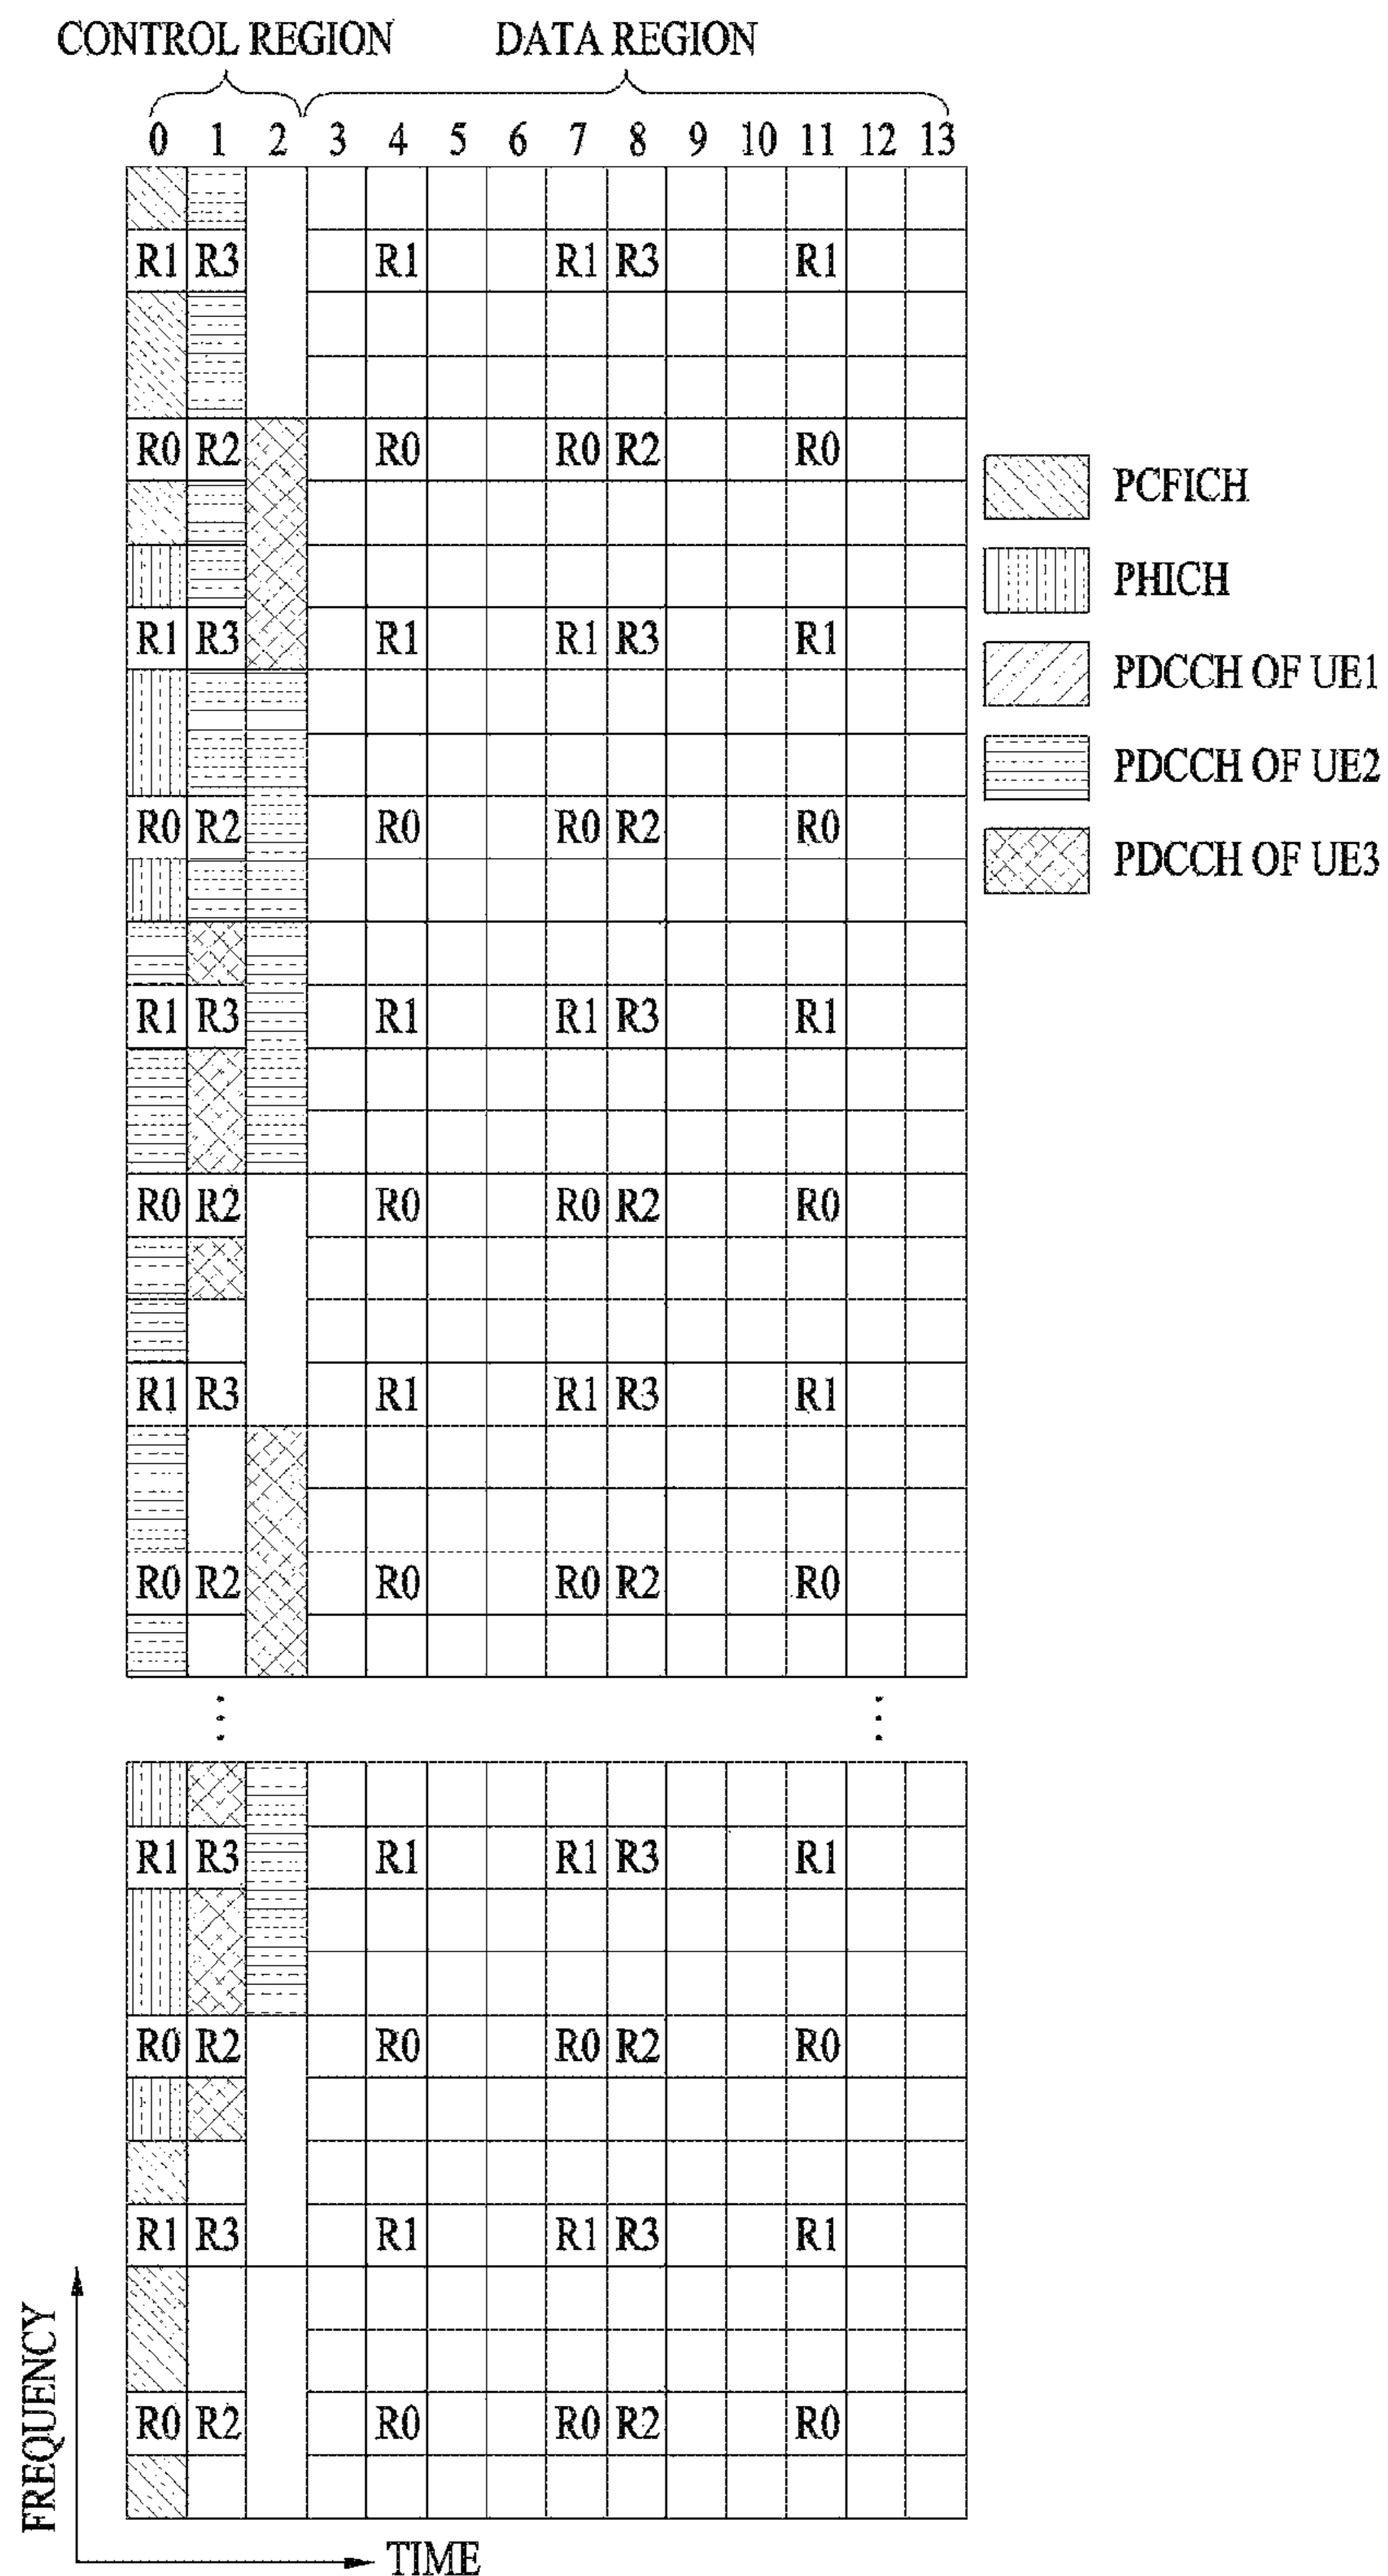 CONTROL REGION DATA REGION
0 1 2 3 4 5 6 7 8 9 10 11 12 13
R1 R3 R1 R1 R3 R1
R0 R2 R0 R0 R2 R0
PCFICH
PHICH
R1 R3 R1 R1 R3 R1
PDCCH OF UE1
PDCCH OF UE2
R0 R2 R0 R0 R2 R0
PDCCH OF UE3
R1 R3 R1 R1 R3 R1
R0 R2 R0 R0 R2 R0
R1 R3 R1 R1 R3 R1
R0 R2 R0 R0 R2 R0
R1 R3 R1 R1 R3 R1
R0 R2 R0 R0 R2 R0
R1 R3 R1 R1 R3 R1
R0 R2 R0 R0 R2 R0
FREQUENCY
TIME